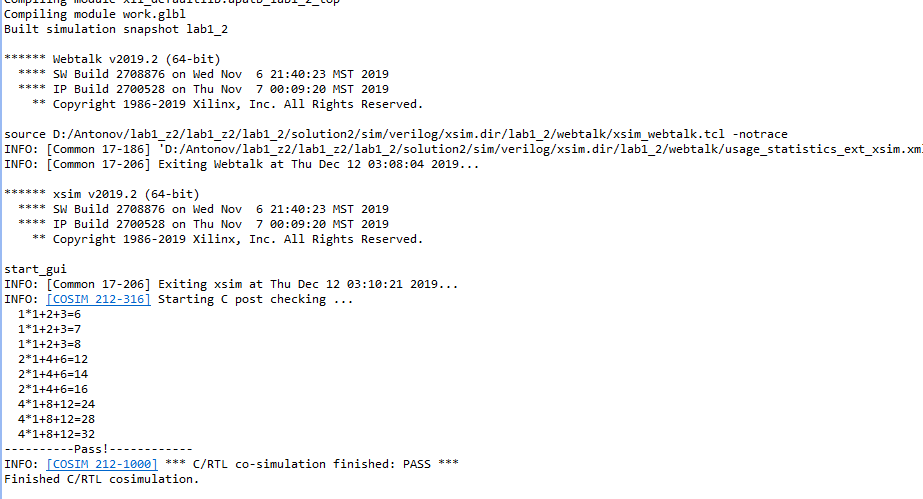 Compiling module work.glbl
Built simulation snapshot lab1_2
****** Webtalk v2019.2 (64-bit)
**** SW Build 2708876 on Wed Nov  6 21:40:23 MST 2019
**** IP Build 2700528 on Thu Nov  7 00:09:20 MST 2019
** Copyright 1986-2019 Xilinx, Inc. All Rights Reserved.
source D:/Antonov/lab1_z2/lab1_z2/lab1_2/solution2/sim/verilog/xsim.dir/lab1_2/webtalk/xsim_webtalk.tcl -notrace
INFO: [Common 17-186] 'D:/Antonov/lab1_z2/lab1_z2/lab1_2/solution2/sim/verilog/xsim.dir/lab1_2/webtalk/usage_statistics_ext_xsim.xm
INFO: [Common 17-206] Exiting Webtalk at Thu Dec 12 03:08:04 2019...
****** xsim v2019.2 (64-bit)
**** SW Build 2708876 on Wed Nov  6 21:40:23 MST 2019
**** IP Build 2700528 on Thu Nov  7 00:09:20 MST 2019
** Copyright 1986-2019 Xilinx, Inc. All Rights Reserved.
start_gui
INFO: [Common 17-206] Exiting xsim at Thu Dec 12 03:10:21 2019...
INFO: [COSIM 212-316] Starting C post checking ...
1*1+2+3=6
1*1+2+3=7
1*1+2+3=8
2*1+4+6=12
2*1+4+6=14
2*1+4+6=16
4*1+8+12=24
4*1+8+12=28
4*1+8+12=32
----------Pass!------------
INFO: [COSIM 212-1000] *** C/RTL co-simulation finished: PASS ***
Finished C/RTL cosimulation.